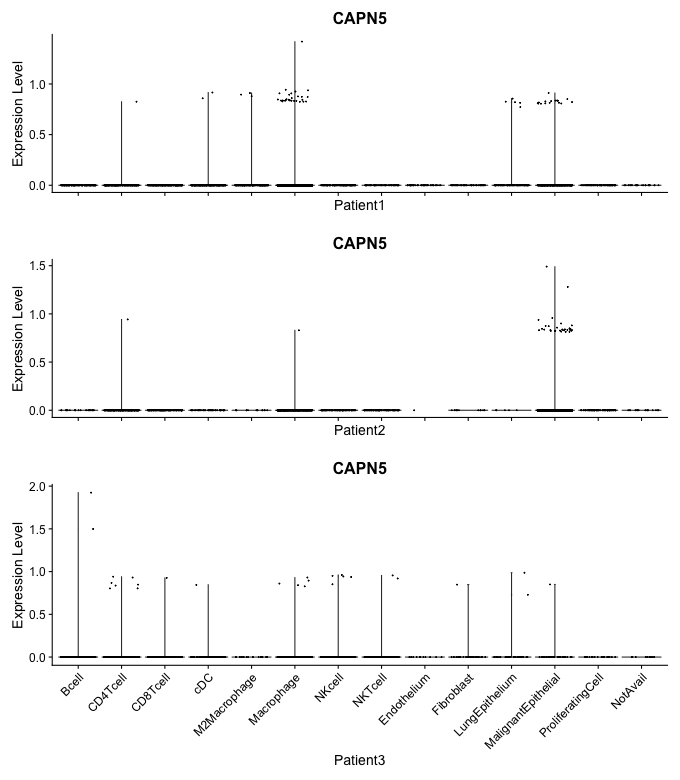 CAPN5
Expression Level
1.0
0.5
0.0
Patient1
CAPN5
Expression Level
1.5
1.0
0.5
0.0
Patient2
CAPN5
Expression Level
2.0
1.5
1.0
0.5
0.0
Bcell
CD4Tcell
CD8Tcell
cDC
M2Macrophage
Macrophage
NKcell
NKTcell
Endothelium
Fibroblast
LungEpithelium
MalignantEpithelial
ProliferatingCell
NotAvail
Patient3